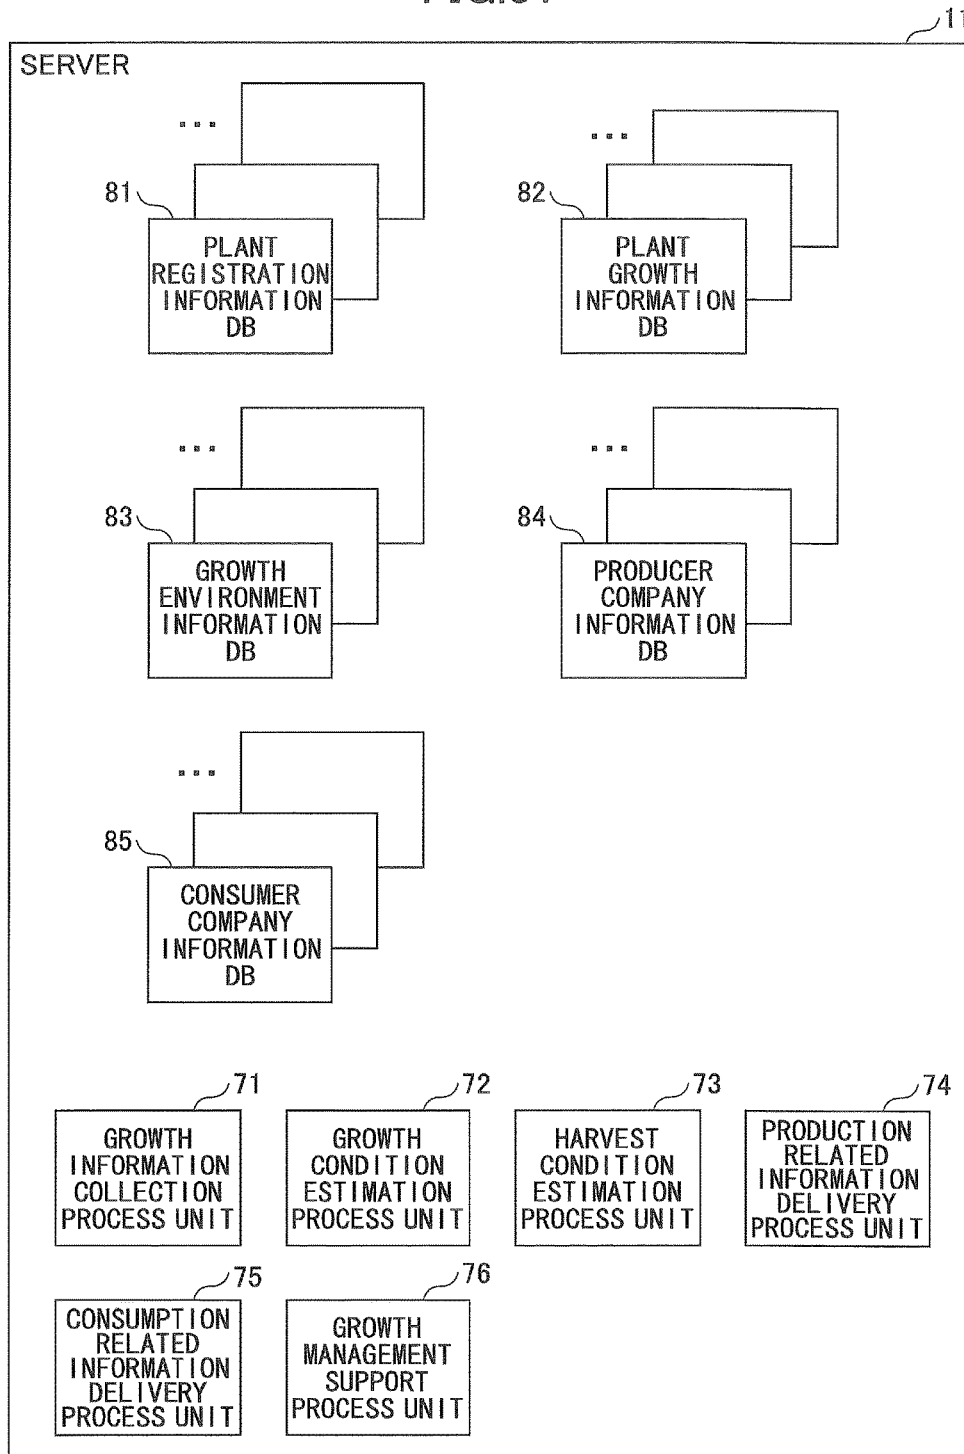 11
SERVER
...
...
81
82
PLANT
REGISTRATION
INFORMATION
DB
PLANT
GROWTH
INFORMATION
DB
...
...
83
84
GROWTH
ENVIRONMENT
INFORMATION
DB
PRODUCER
COMPANY
INFORMATION
DB
...
85
CONSUMER
COMPANY
INFORMATION
DB
71
72
73
74
GROWTH
INFORMATION
COLLECTION
PROCESS UNIT
GROWTH
CONDITION
ESTIMATION
PROCESS UNIT
HARVEST
CONDITION
ESTIMATION
PROCESS UNIT
PRODUCTION
RELATED
INFORMATION
DELIVERY
PROCESS UNIT
75
76
CONSUMPTION
RELATED
INFORMATION
DELIVERY
PROCESS UNIT
GROWTH
MANAGEMENT
SUPPORT
PROCESS UNIT